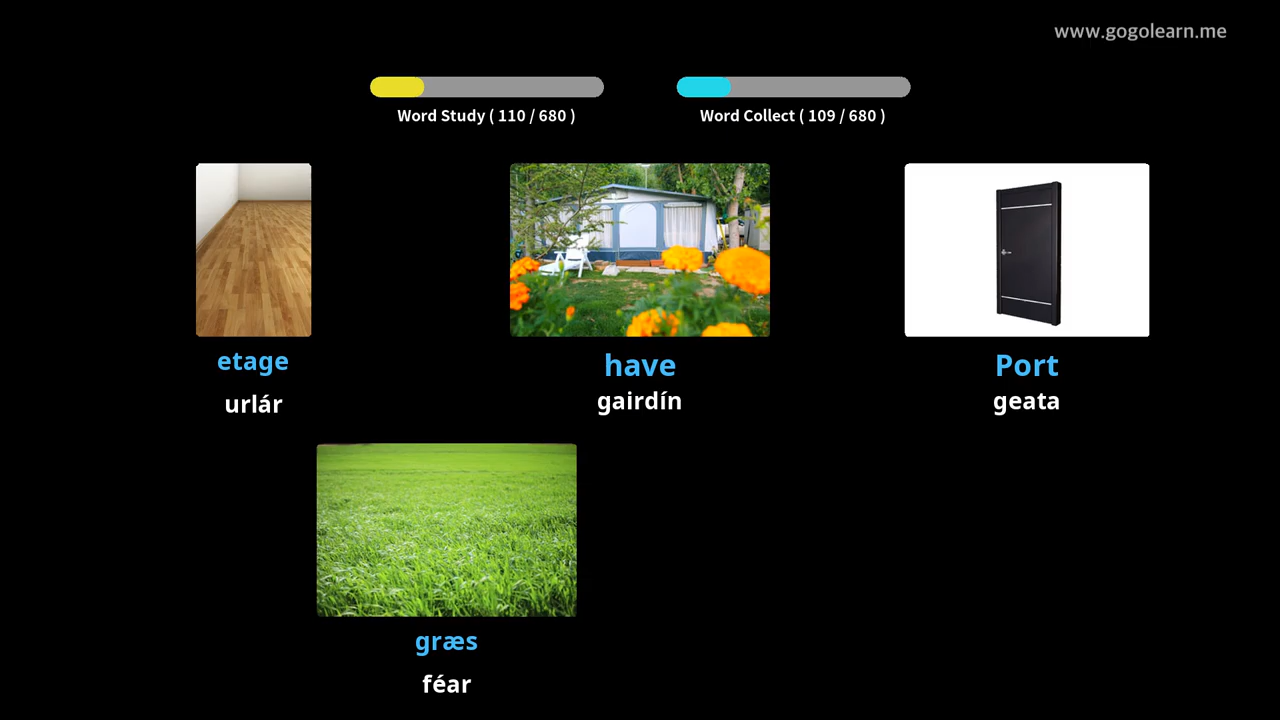 www.gogolearn.me
Word Study ( 110 / 680 )
Word Collect ( 109 / 680 )
etage
urlár
have
gairdín
Port
geata
græs
féar